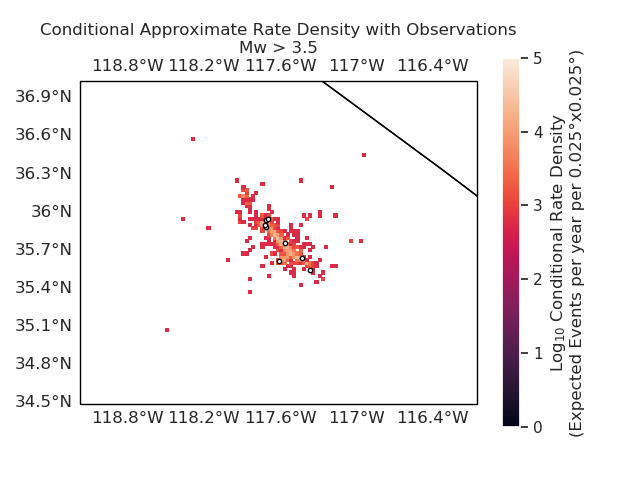 Conditional Approximate Rate Density with Observations
Mw > 3.5
118.8°W 118.2°W 117.6°W 117°W 116.4°W
36.9°N
36.6°N
36.3°N
36°N
35.7°N
35.4°N
35.1°N
34.8°N
34.5°N
118.8°W 118.2°W 117.6°W 117°W 116.4°W
5
4
3
2
1
0
Log₁₀ Conditional Rate Density
(Expected Events per year per 0.025°x0.025°)